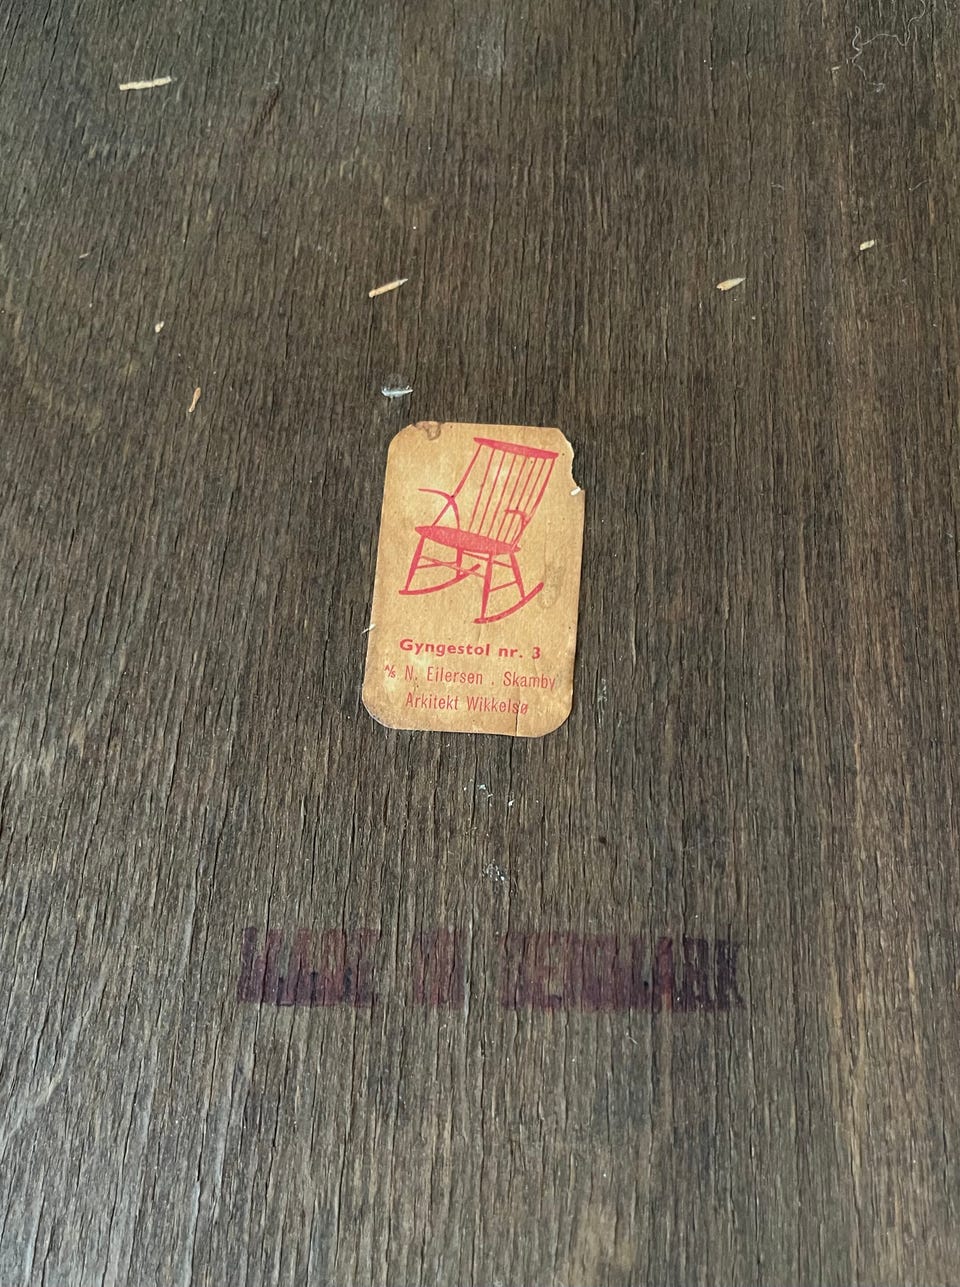 Gyngestol nr. 3
A/s N. Eilersen . Skamby
Arkitekt Wikkelsø
MADE IN DENMARK